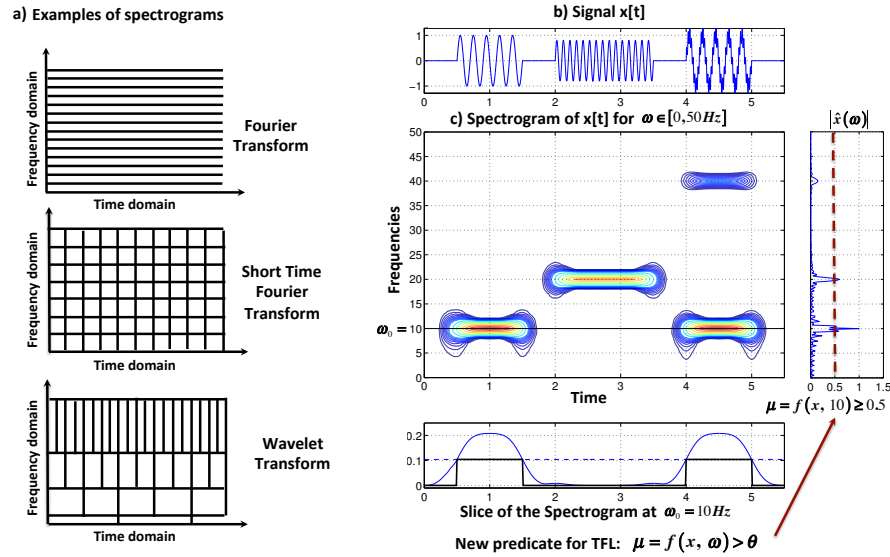 a) Examples of spectrograms
Frequency domain
Time domain
Fourier
Transform
Frequency domain
Time domain
Short Time
Fourier
Transform
Frequency domain
Time domain
Wavelet
Transform
b) Signal x[t]
1
0
−1
0 1 2 3 4 5
c) Spectrogram of x[t] for ω∈[0,50Hz]
Frequencies
50
45
40
35
30
25
20
15
10
5
0
ω₀ =
0 1 2 3 4 5
Time
|x̂(ω)|
0 0.5 1 1.5
μ = f(x, 10) ≥ 0.5
0.2
0.1
0
0 1 2 3 4 5
Slice of the Spectrogram at ω₀ = 10Hz
New predicate for TFL: μ = f(x, ω) > θ